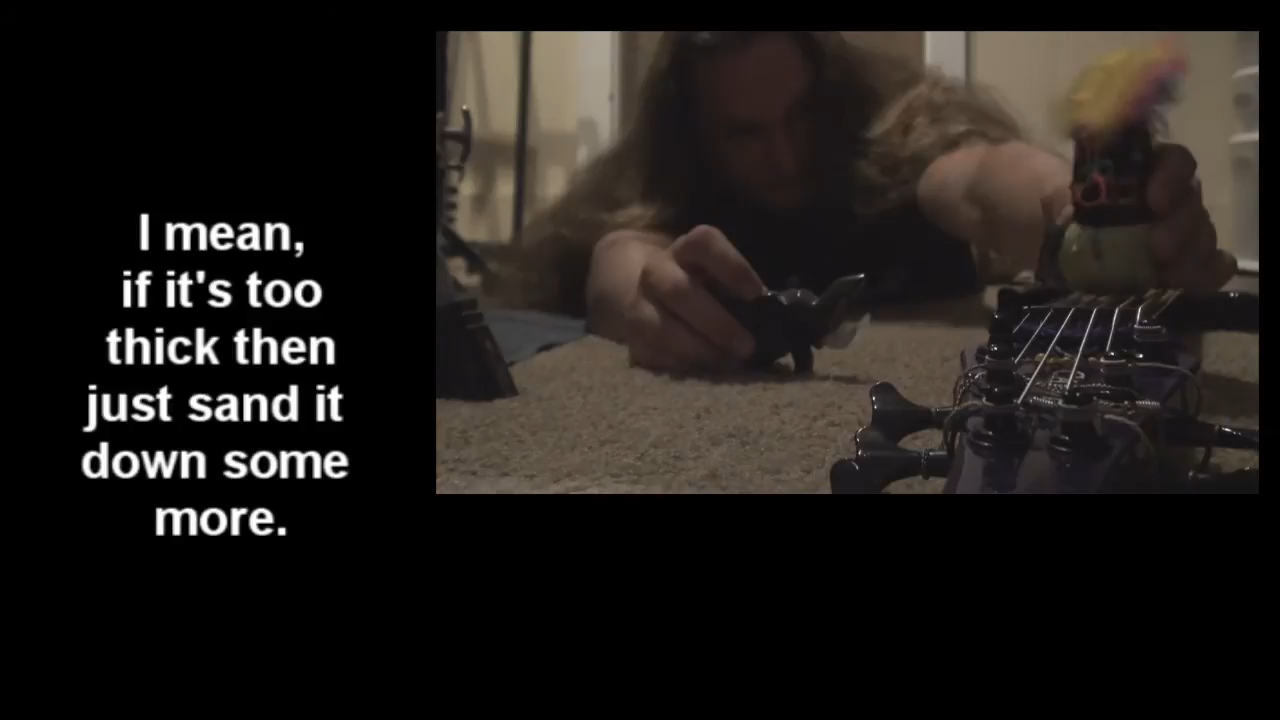 I mean,
if it's too
thick then
just sand it
down some
more.